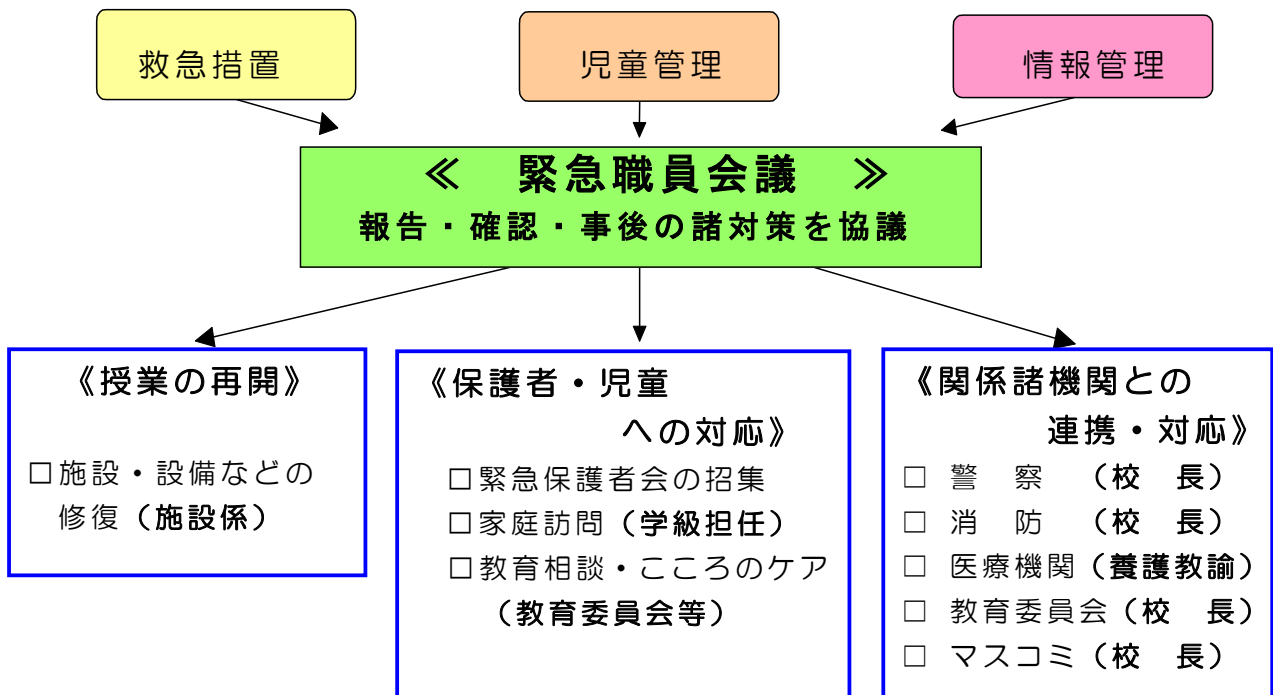 救急措置
児童管理
情報管理
≪　緊急職員会議　≫
報告・確認・事後の諸対策を協議
《授業の再開》
□施設・設備などの
修復（施設係）
《保護者・児童
への対応》
□緊急保護者会の招集
□家庭訪問（学級担任）
□教育相談・こころのケア
（教育委員会等）
《関係諸機関との
連携・対応》
□ 警　察　（校　長）
□ 消　防　（校　長）
□ 医療機関（養護教諭）
□ 教育委員会（校　長）
□ マスコミ（校　長）